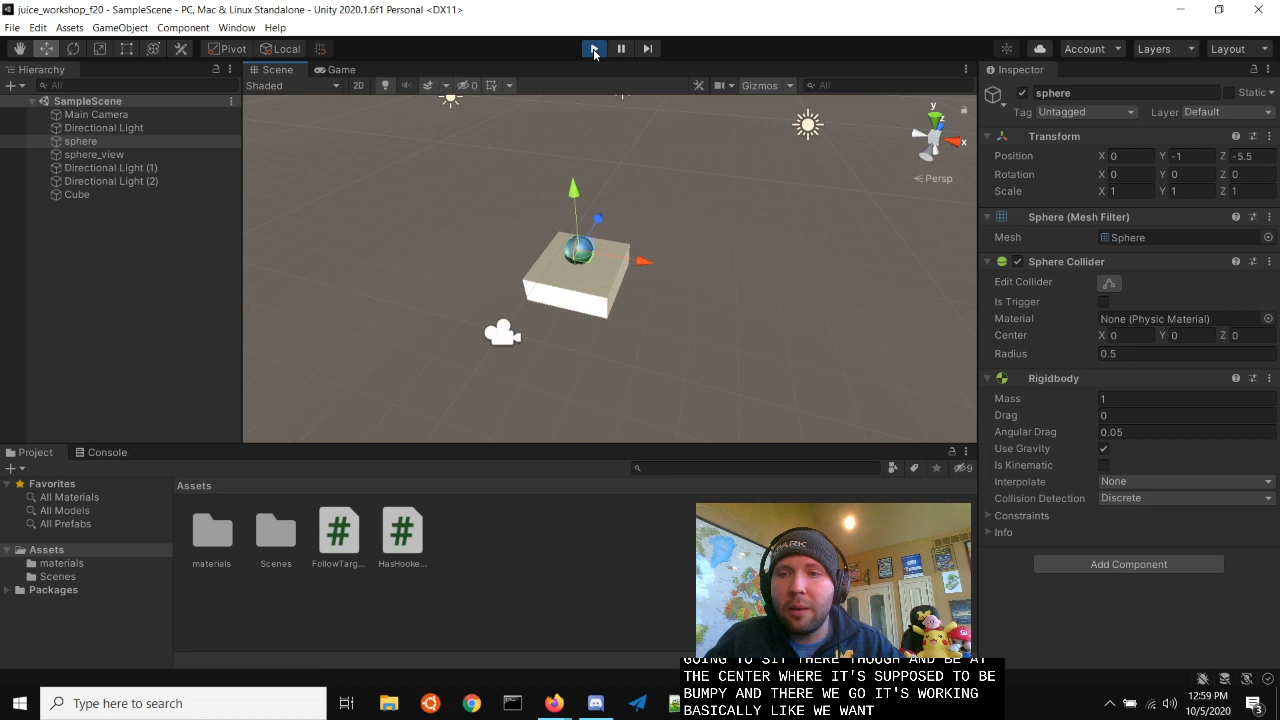 juice_workshop_f20 - SampleScene - PC, Mac & Linux Standalone - Unity 2020.1.6f1 Personal <DX11>
File Edit Assets GameObject Component Window Help
Pivot Local Account Layers Layout
Hierarchy
All
SampleScene
Main Camera
Directional Light
sphere
sphere_view
Directional Light (1)
Directional Light (2)
Cube
Scene Game
Shaded 2D 0 Gizmos All
y
z
x
Persp
Inspector
sphere Static
Tag Untagged Layer Default
Transform
Position X 0 Y -1 Z -5.5
Rotation X 0 Y 0 Z 0
Scale X 1 Y 1 Z 1
Sphere (Mesh Filter)
Mesh Sphere
Sphere Collider
Edit Collider
Is Trigger
Material None (Physic Material)
Center X 0 Y 0 Z 0
Radius 0.5
Rigidbody
Mass 1
Drag 0
Angular Drag 0.05
Use Gravity
Is Kinematic
Interpolate None
Collision Detection Discrete
Constraints
Info
Add Component
Project Console
9
Favorites
All Materials
All Models
All Prefabs
Assets
materials
Scenes
Packages
Assets
materials Scenes FollowTarg... HasHooke...
GOING TO SIT THERE THOUGH AND BE AT
THE CENTER WHERE IT'S SUPPOSED TO BE
BUMPY AND THERE WE GO IT'S WORKING
BASICALLY LIKE WE WANT
Type here to search
12:59 PM
10/5/2020
3